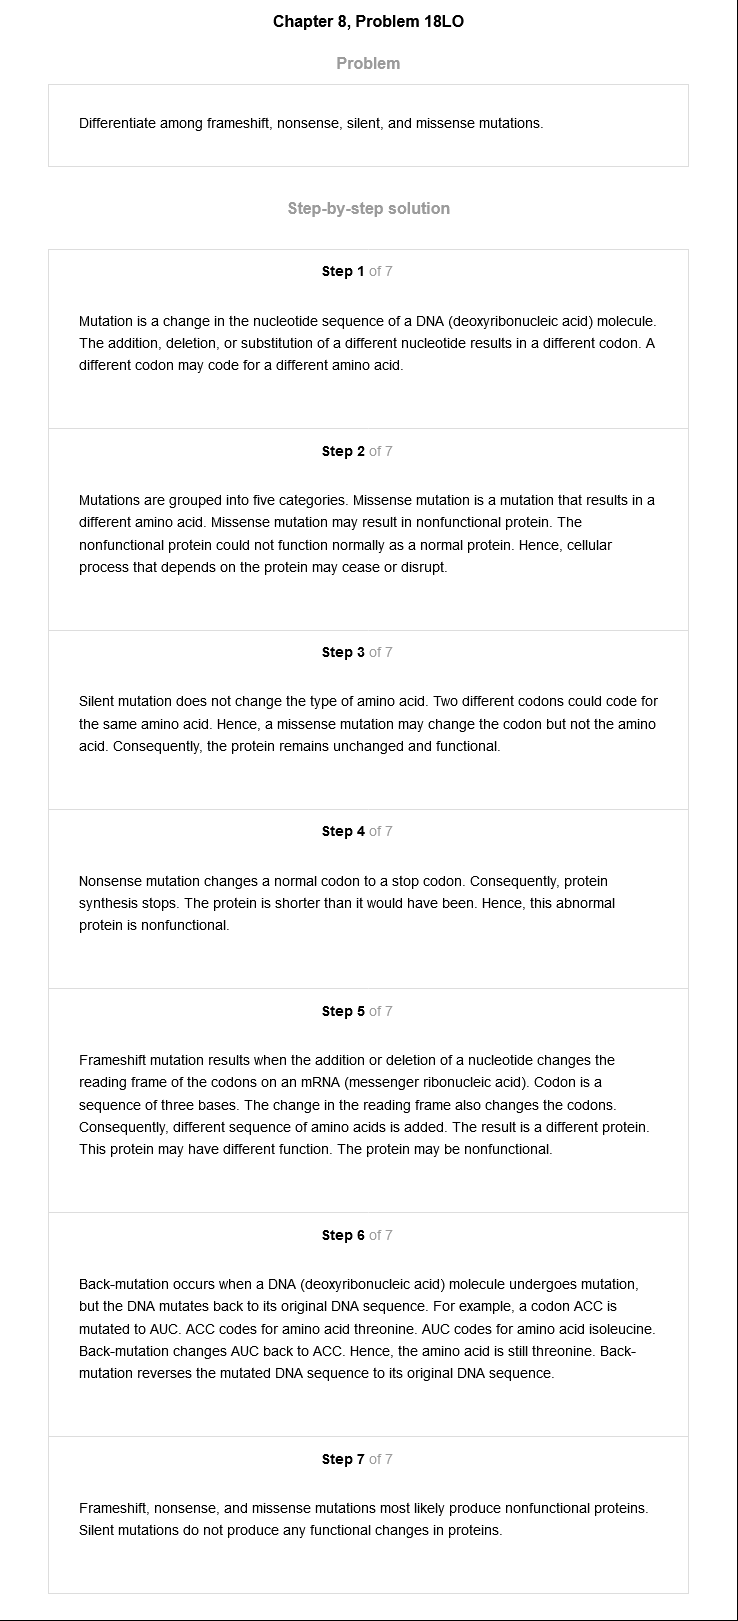 Chapter 8, Problem 18LO
Problem
Differentiate among frameshift, nonsense, silent, and missense mutations.
Step-by-step solution
Step 1 of 7
Mutation is a change in the nucleotide sequence of a DNA (deoxyribonucleic acid) molecule.
The addition, deletion, or substitution of a different nucleotide results in a different codon. A
different codon may code for a different amino acid.
Step 2 of 7
Mutations are grouped into five categories. Missense mutation is a mutation that results in a
different amino acid. Missense mutation may result in nonfunctional protein. The
nonfunctional protein could not function normally as a normal protein. Hence, cellular
process that depends on the protein may cease or disrupt.
Step 3 of 7
Silent mutation does not change the type of amino acid. Two different codons could code for
the same amino acid. Hence, a missense mutation may change the codon but not the amino
acid. Consequently, the protein remains unchanged and functional.
Step 4 of 7
Nonsense mutation changes a normal codon to a stop codon. Consequently, protein
synthesis stops. The protein is shorter than it would have been. Hence, this abnormal
protein is nonfunctional.
Step 5 of 7
Frameshift mutation results when the addition or deletion of a nucleotide changes the
reading frame of the codons on an mRNA (messenger ribonucleic acid). Codon is a
sequence of three bases. The change in the reading frame also changes the codons.
Consequently, different sequence of amino acids is added. The result is a different protein.
This protein may have different function. The protein may be nonfunctional.
Step 6 of 7
Back-mutation occurs when a DNA (deoxyribonucleic acid) molecule undergoes mutation,
but the DNA mutates back to its original DNA sequence. For example, a codon ACC is
mutated to AUC. ACC codes for amino acid threonine. AUC codes for amino acid isoleucine.
Back-mutation changes AUC back to ACC. Hence, the amino acid is still threonine. Back-
mutation reverses the mutated DNA sequence to its original DNA sequence.
Step 7 of 7
Frameshift, nonsense, and missense mutations most likely produce nonfunctional proteins.
Silent mutations do not produce any functional changes in proteins.